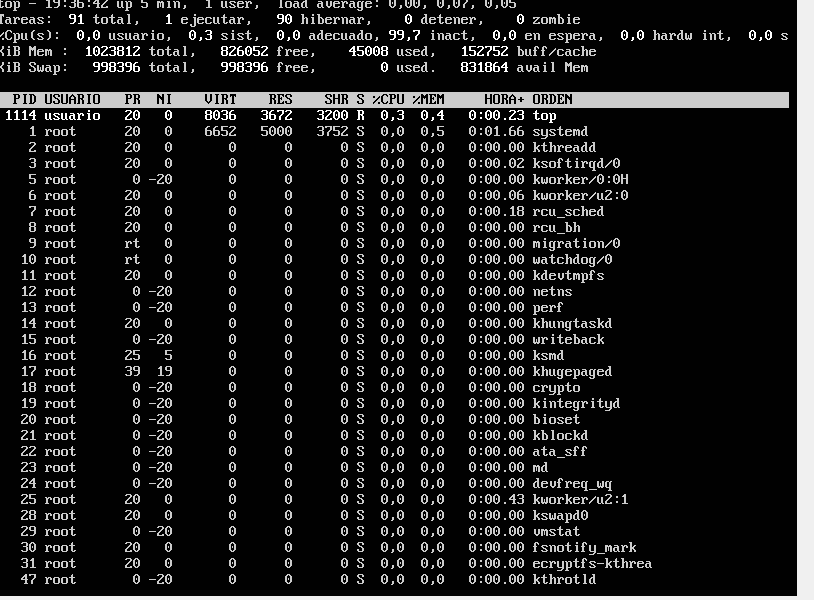 top - 19:36:42 up 5 min, 1 user, load average: 0,00, 0,07, 0,05
Tareas: 91 total, 1 ejecutar, 90 hibernar, 0 detener, 0 zombie
%Cpu(s): 0,0 usuario, 0,3 sist, 0,0 adecuado, 99,7 inact, 0,0 en espera, 0,0 hardw int, 0,0 s
KiB Mem : 1023812 total, 826052 free, 45008 used, 152752 buff/cache
KiB Swap: 998396 total, 998396 free, 0 used. 831864 avail Mem
PID USUARIO PR NI VIRT RES SHR S %CPU %MEM HORA+ ORDEN
1114 usuario 20 0 8036 3672 3200 R 0,3 0,4 0:00.23 top
1 root 20 0 6652 5000 3752 S 0,0 0,5 0:01.66 systemd
2 root 20 0 0 0 0 S 0,0 0,0 0:00.00 kthreadd
3 root 20 0 0 0 0 S 0,0 0,0 0:00.02 ksoftirqd/0
5 root 0 -20 0 0 0 S 0,0 0,0 0:00.00 kworker/0:0H
6 root 20 0 0 0 0 S 0,0 0,0 0:00.06 kworker/u2:0
7 root 20 0 0 0 0 S 0,0 0,0 0:00.18 rcu_sched
8 root 20 0 0 0 0 S 0,0 0,0 0:00.00 rcu_bh
9 root rt 0 0 0 0 S 0,0 0,0 0:00.00 migration/0
10 root rt 0 0 0 0 S 0,0 0,0 0:00.00 watchdog/0
11 root 20 0 0 0 0 S 0,0 0,0 0:00.00 kdevtmpfs
12 root 0 -20 0 0 0 S 0,0 0,0 0:00.00 netns
13 root 0 -20 0 0 0 S 0,0 0,0 0:00.00 perf
14 root 20 0 0 0 0 S 0,0 0,0 0:00.00 khungtaskd
15 root 0 -20 0 0 0 S 0,0 0,0 0:00.00 writeback
16 root 25 5 0 0 0 S 0,0 0,0 0:00.00 ksmd
17 root 39 19 0 0 0 S 0,0 0,0 0:00.00 khugepaged
18 root 0 -20 0 0 0 S 0,0 0,0 0:00.00 crypto
19 root 0 -20 0 0 0 S 0,0 0,0 0:00.00 kintegrityd
20 root 0 -20 0 0 0 S 0,0 0,0 0:00.00 bioset
21 root 0 -20 0 0 0 S 0,0 0,0 0:00.00 kblockd
22 root 0 -20 0 0 0 S 0,0 0,0 0:00.00 ata_sff
23 root 0 -20 0 0 0 S 0,0 0,0 0:00.00 md
24 root 0 -20 0 0 0 S 0,0 0,0 0:00.00 devfreq_wq
25 root 20 0 0 0 0 S 0,0 0,0 0:00.43 kworker/u2:1
28 root 20 0 0 0 0 S 0,0 0,0 0:00.00 kswapd0
29 root 0 -20 0 0 0 S 0,0 0,0 0:00.00 vmstat
30 root 20 0 0 0 0 S 0,0 0,0 0:00.00 fsnotify_mark
31 root 20 0 0 0 0 S 0,0 0,0 0:00.00 ecryptfs-kthrea
47 root 0 -20 0 0 0 S 0,0 0,0 0:00.00 kthrotld